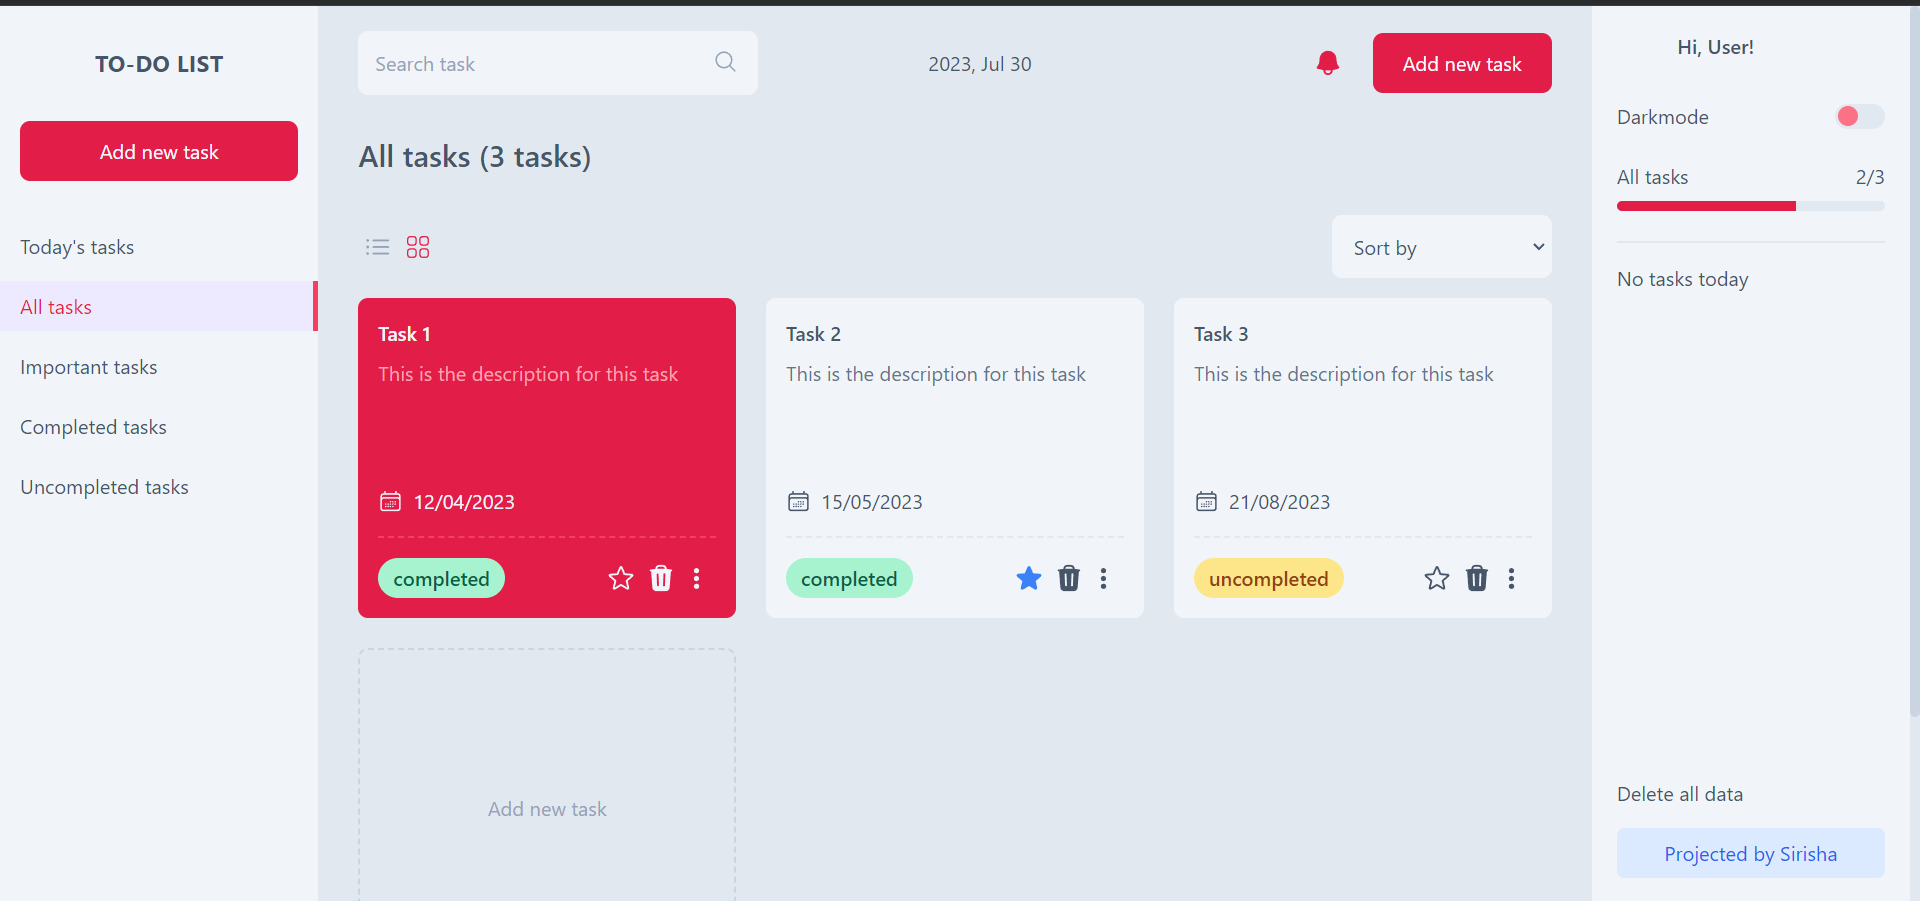 TO-DO LIST
Add new task
Today's tasks
All tasks
Important tasks
Completed tasks
Uncompleted tasks
Search task
2023, Jul 30
Add new task
All tasks (3 tasks)
Sort by
Task 1
This is the description for this task
12/04/2023
completed
Task 2
This is the description for this task
15/05/2023
completed
Task 3
This is the description for this task
21/08/2023
uncompleted
Add new task
Hi, User!
Darkmode
All tasks 2/3
No tasks today
Delete all data
Projected by Sirisha